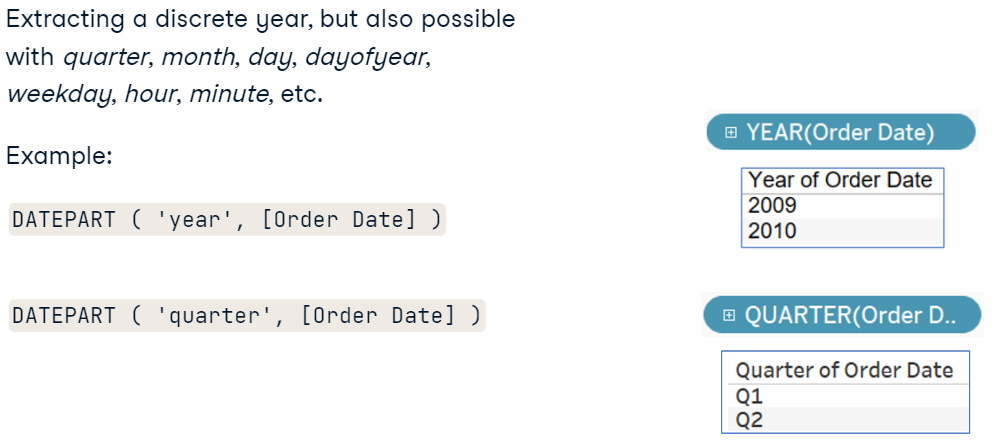 Extracting a discrete year, but also possible
with quarter, month, day, dayofyear,
weekday, hour, minute, etc.
Example:
DATEPART ( 'year', [Order Date] )
DATEPART ( 'quarter', [Order Date] )
YEAR(Order Date)
Year of Order Date
2009
2010
QUARTER(Order D..
Quarter of Order Date
Q1
Q2